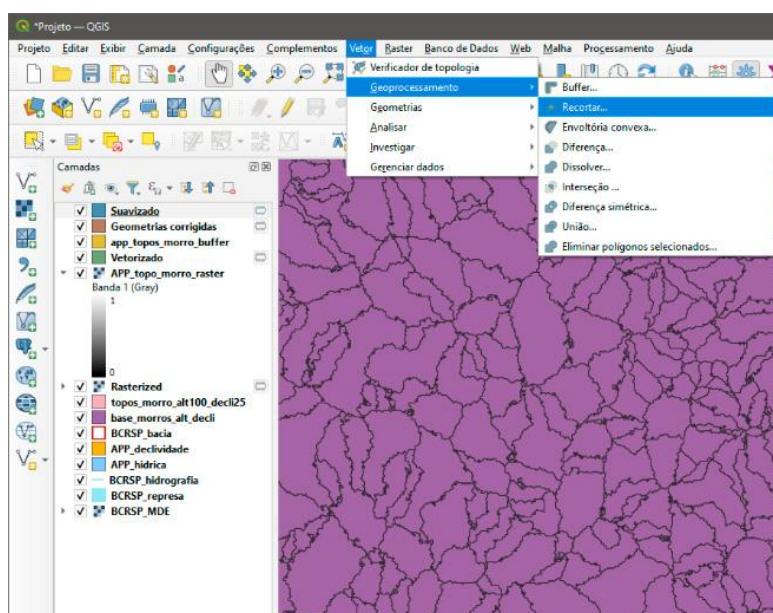 *Projeto — QGIS
Projeto Editar Exibir Camada Configurações Complementos Vetor Raster Banco de Dados Web Malha Processamento Ajuda
Verificador de topologia
Geoprocessamento
Geometrias
Analisar
Investigar
Gerenciar dados
Buffer...
Recortar...
Envoltória convexa...
Diferença...
Dissolver...
Interseção ...
Diferença simétrica...
União...
Eliminar polígonos selecionados...
Camadas
Suavizado
Geometrias corrigidas
app_topos_morro_buffer
Vetorizado
APP_topo_morro_raster
Banda 1 (Gray)
1
0
Rasterized
topos_morro_alt100_decli25
base_morros_alt_decli
BCRSP_bacia
APP_declividade
APP_hidrica
BCRSP_hidrografia
BCRSP_represa
BCRSP_MDE